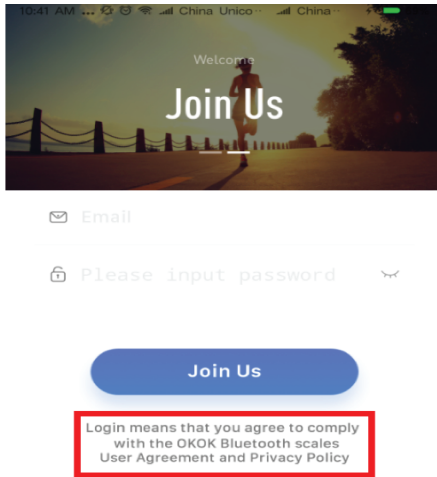 10:41 AM ... China Unico·· China··
Welcome
Join Us
Email
Please input password
Join Us
Login means that you agree to comply
with the OKOK Bluetooth scales
User Agreement and Privacy Policy